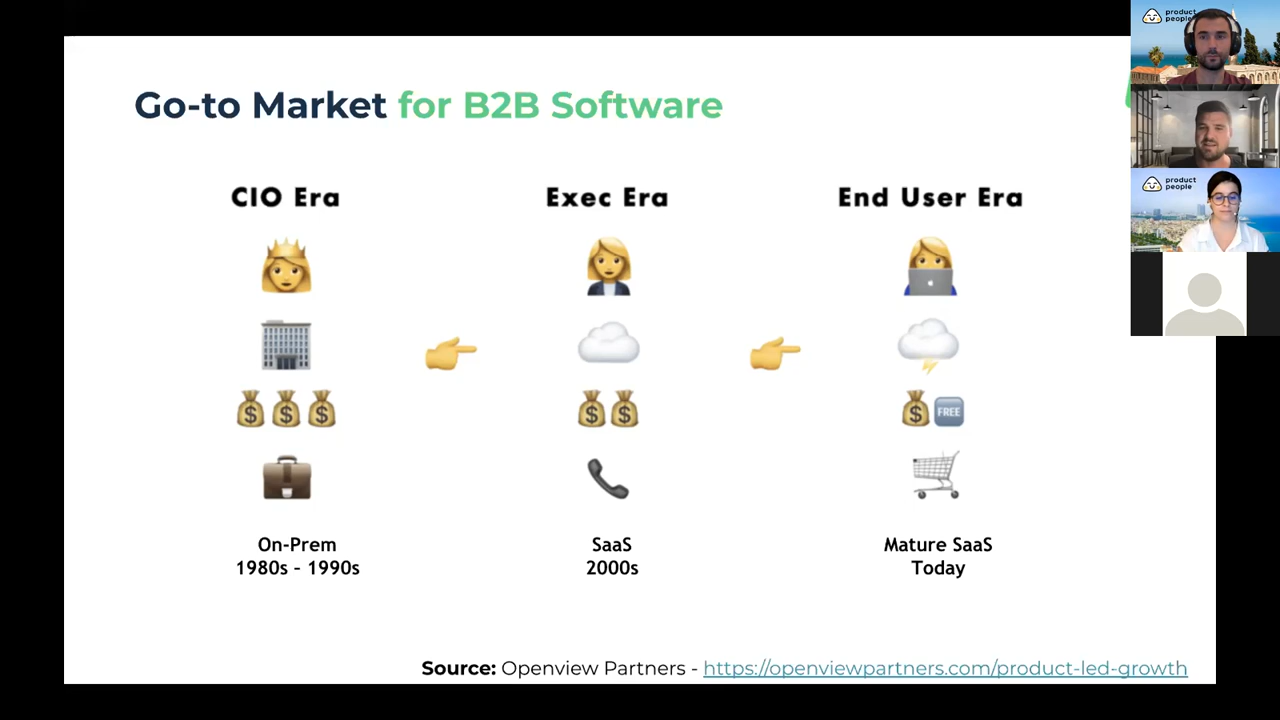 Go-to Market for B2B Software
CIO Era
Exec Era
End User Era
FREE
On-Prem
1980s – 1990s
SaaS
2000s
Mature SaaS
Today
Source: Openview Partners - https://openviewpartners.com/product-led-growth
product
people
product
people